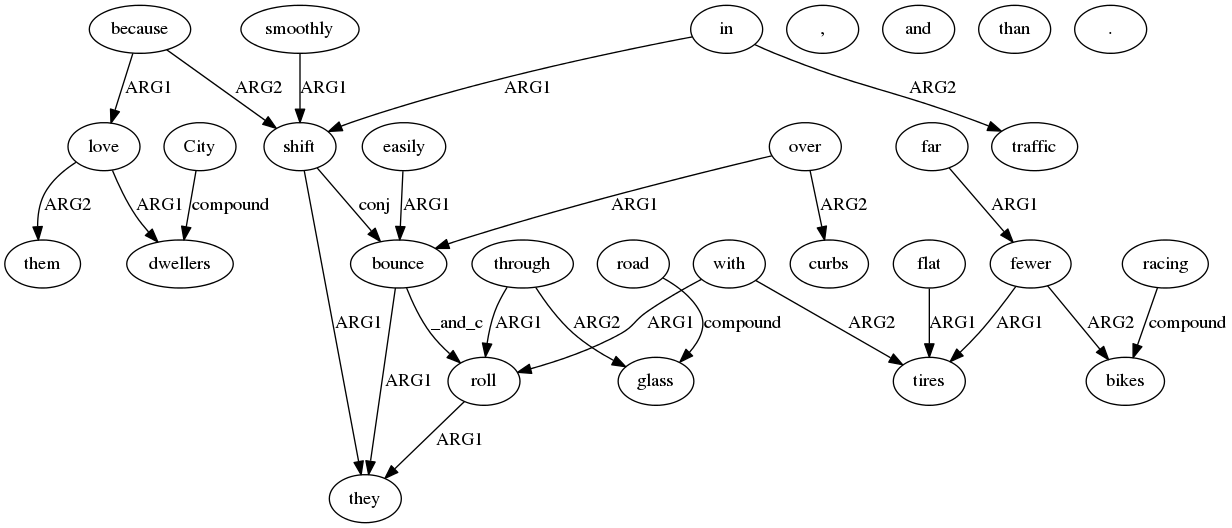 because smoothly in , and than .
ARG1 ARG2 ARG1 ARG1 ARG2
love City shift easily over far traffic
ARG2 ARG1 compound conj ARG1 ARG1 ARG2 ARG1
them dwellers bounce through road with curbs flat fewer racing
ARG1 _and_c ARG1 ARG2 ARG1 compound ARG2 ARG1 ARG1 ARG2 compound
ARG1 roll glass tires bikes
ARG1
they